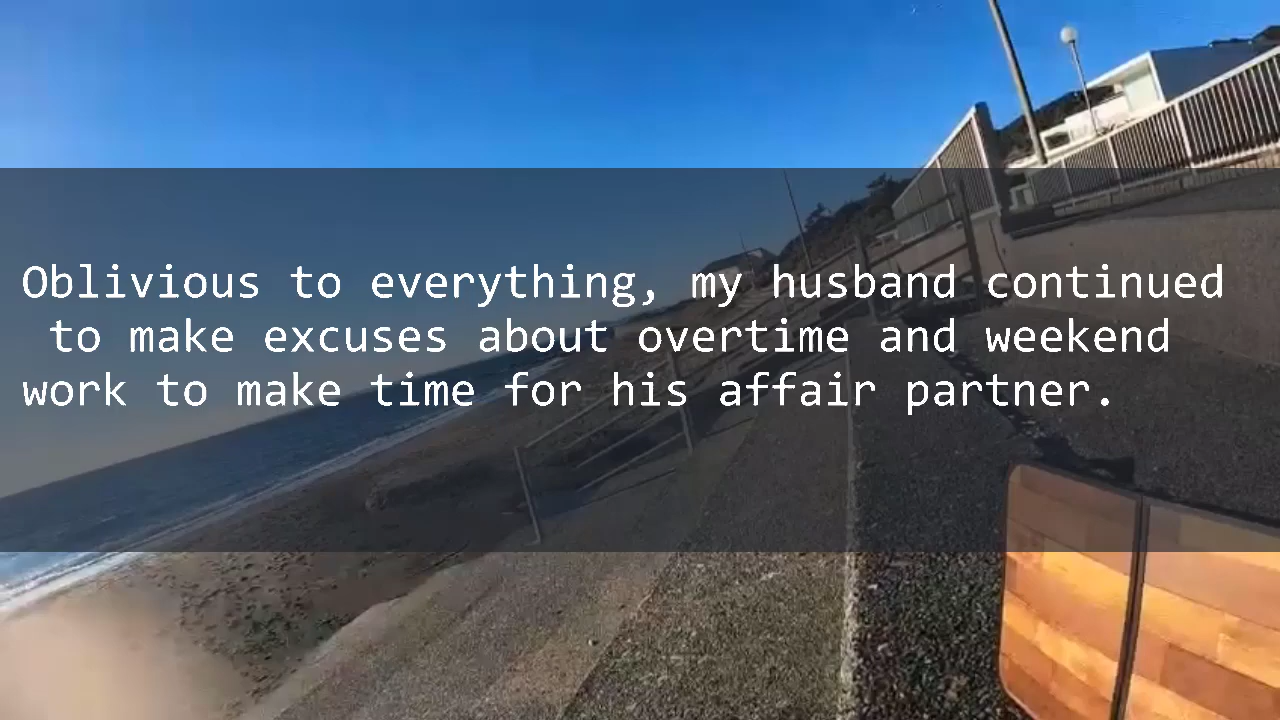 Oblivious to everything, my husband continued
to make excuses about overtime and weekend
work to make time for his affair partner.